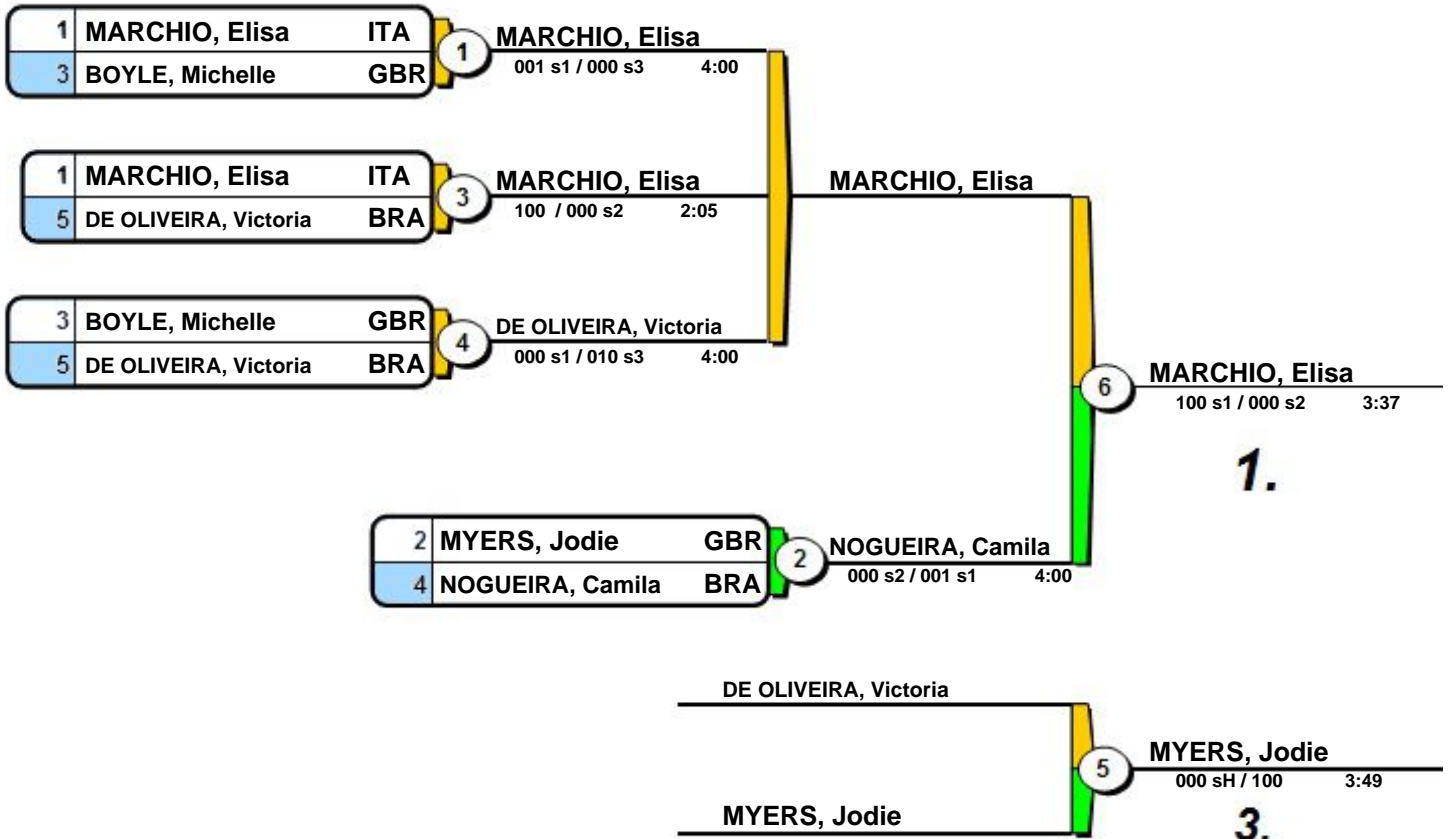 1 MARCHIO, Elisa ITA
3 BOYLE, Michelle GBR
1
MARCHIO, Elisa
001 s1 / 000 s3 4:00
1 MARCHIO, Elisa ITA
5 DE OLIVEIRA, Victoria BRA
3
MARCHIO, Elisa
100 / 000 s2 2:05
MARCHIO, Elisa
3 BOYLE, Michelle GBR
5 DE OLIVEIRA, Victoria BRA
4
DE OLIVEIRA, Victoria
000 s1 / 010 s3 4:00
6
MARCHIO, Elisa
100 s1 / 000 s2 3:37
1.
2 MYERS, Jodie GBR
4 NOGUEIRA, Camila BRA
2
NOGUEIRA, Camila
000 s2 / 001 s1 4:00
DE OLIVEIRA, Victoria
MYERS, Jodie
5
MYERS, Jodie
000 sH / 100 3:49
3.